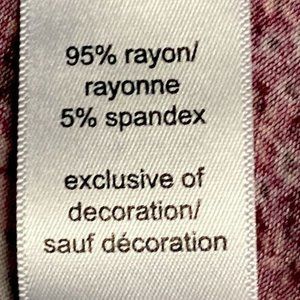 95% rayon/
rayonne
5% spandex
exclusive of
decoration/
sauf décoration